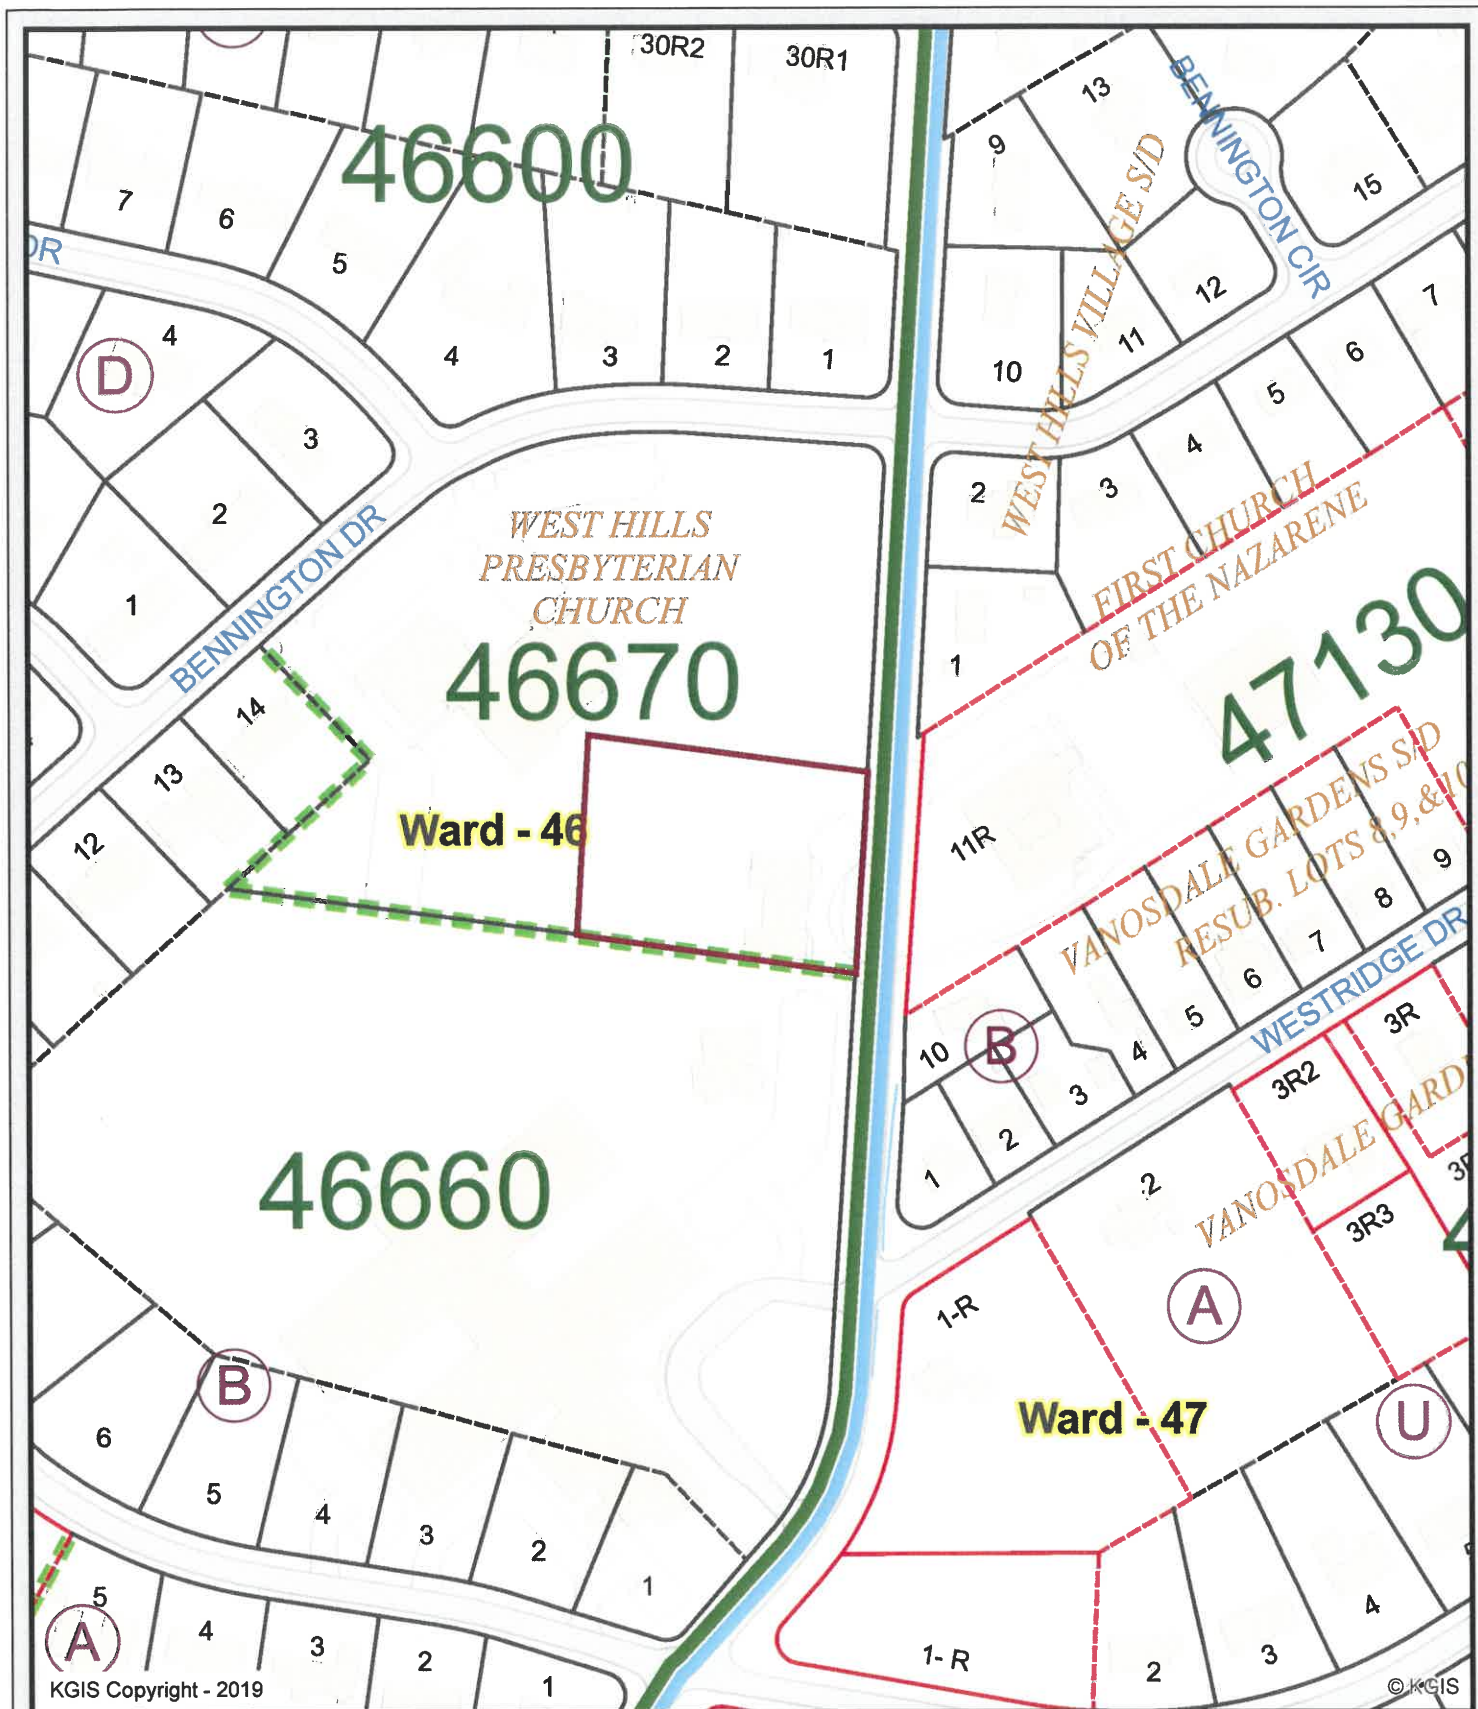 30R2
30R1
13
BENNINGTON CIR
9
46600
WEST HILLS VILLAGE S/D
15
7
6
5
DR
12
7
4
D
4
3
2
1
10
11
6
5
3
4
2
3
2
WEST HILLS
PRESBYTERIAN
CHURCH
FIRST CHURCH
OF THE NAZARENE
1
BENNINGTON DR
46670
1
47130
14
13
12
Ward - 46
11R
VANOSDALE GARDENS S/D
RESUB. LOTS 8,9,&10
9
8
7
6
5
4
WESTRIDGE DR
10
B
3
2
1
3R
3R2
2
VANOSDALE GARD
3R3
46660
A
1-R
B
Ward - 47
U
6
5
4
3
2
1
5
A
4
3
2
1
1- R
2
3
4
KGIS Copyright - 2019
© KGIS